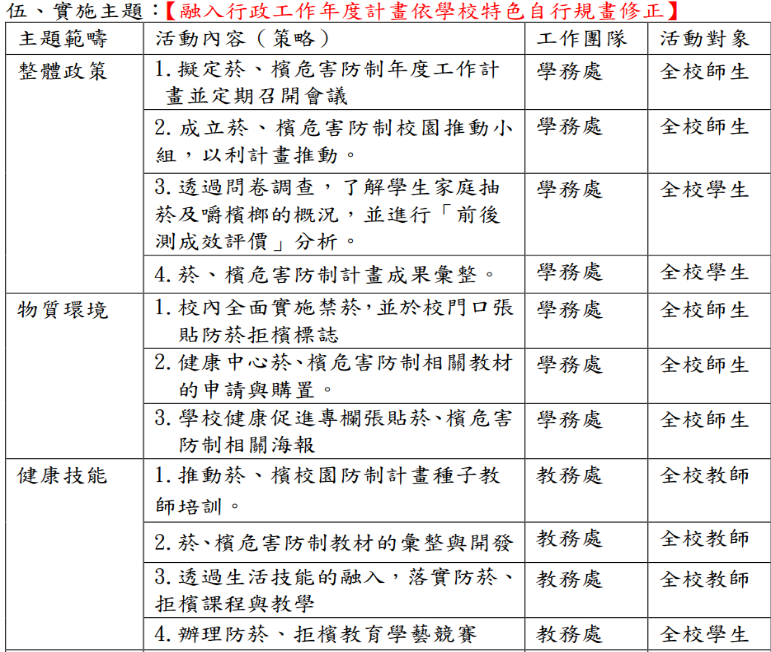 伍、實施主題：【融入行政工作年度計畫依學校特色自行規畫修正】
主題範疇 活動內容（策略） 工作團隊 活動對象
整體政策 1.擬定菸、檳危害防制年度工作計 學務處 全校師生
畫並定期召開會議
2.成立菸、檳危害防制校園推動小 學務處 全校師生
組，以利計畫推動。
3.透過問卷調查，了解學生家庭抽 學務處 全校學生
菸及嚼檳榔的概況，並進行「前後
測成效評價」分析。
4.菸、檳危害防制計畫成果彙整。 學務處 全校學生
物質環境 1.校內全面實施禁菸，並於校門口張 學務處 全校師生
貼防菸拒檳標誌
2.健康中心菸、檳危害防制相關教材 學務處 全校師生
的申請與購置。
3.學校健康促進專欄張貼菸、檳危害 學務處 全校師生
防制相關海報
健康技能 1.推動菸、檳校園防制計畫種子教 教務處 全校教師
師培訓。
2.菸、檳危害防制教材的彙整與開發 教務處 全校教師
3.透過生活技能的融入，落實防菸、 教務處 全校教師
拒檳課程與教學
4.辦理防菸、拒檳教育學藝競賽 教務處 全校學生